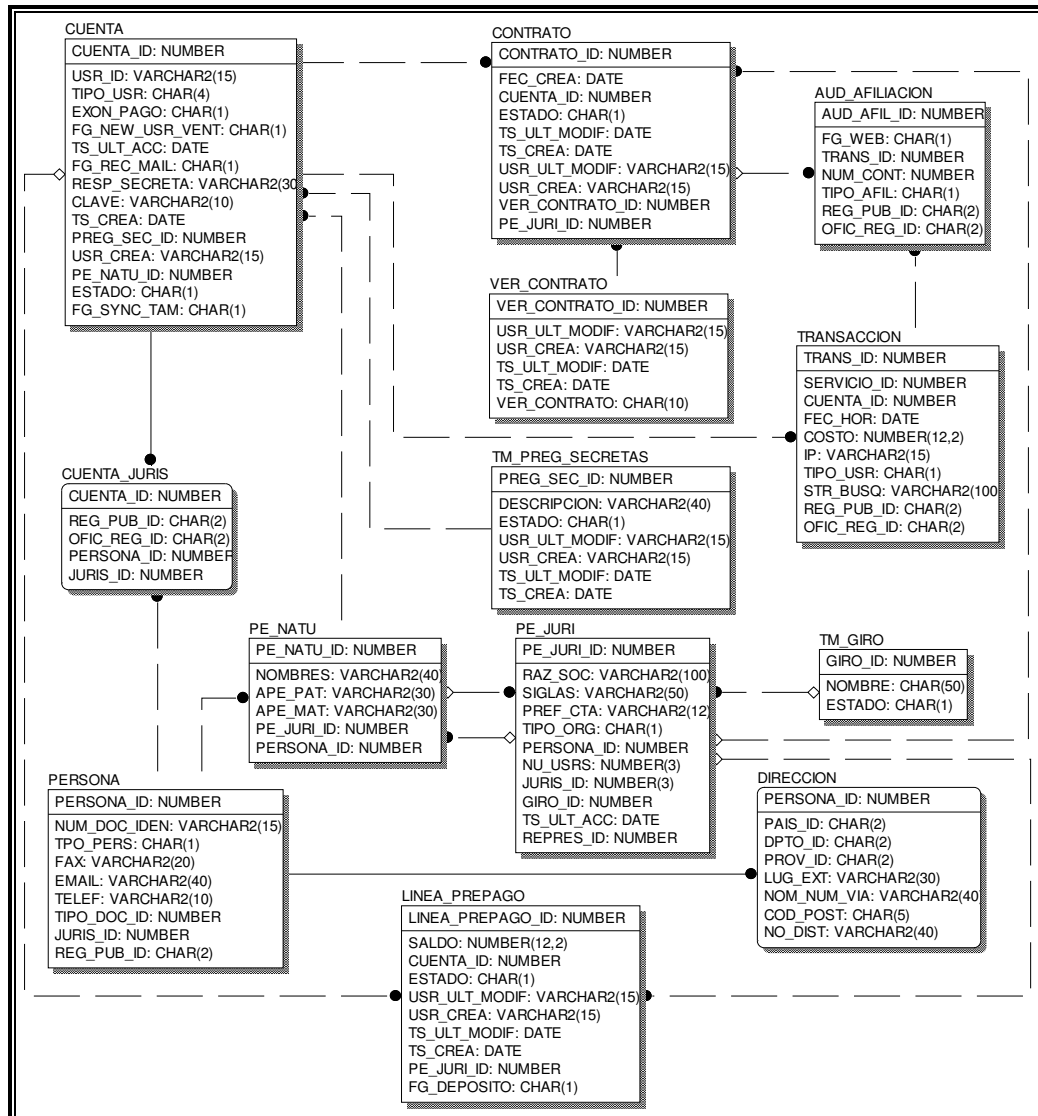 CUENTA
CUENTA_ID: NUMBER
USR_ID: VARCHAR2(15)
TIPO_USR: CHAR(4)
EXON_PAGO: CHAR(1)
FG_NEW_USR_VENT: CHAR(1)
TS_ULT_ACC: DATE
FG_REC_MAIL: CHAR(1)
RESP_SECRETA: VARCHAR2(30
CLAVE: VARCHAR2(10)
TS_CREA: DATE
PREG_SEC_ID: NUMBER
USR_CREA: VARCHAR2(15)
PE_NATU_ID: NUMBER
ESTADO: CHAR(1)
FG_SYNC_TAM: CHAR(1)
CONTRATO
CONTRATO_ID: NUMBER
FEC_CREA: DATE
CUENTA_ID: NUMBER
ESTADO: CHAR(1)
TS_ULT_MODIF: DATE
TS_CREA: DATE
USR_ULT_MODIF: VARCHAR2(15)
USR_CREA: VARCHAR2(15)
VER_CONTRATO_ID: NUMBER
PE_JURI_ID: NUMBER
AUD_AFILIACION
AUD_AFIL_ID: NUMBER
FG_WEB: CHAR(1)
TRANS_ID: NUMBER
NUM_CONT: NUMBER
TIPO_AFIL: CHAR(1)
REG_PUB_ID: CHAR(2)
OFIC_REG_ID: CHAR(2)
VER_CONTRATO
VER_CONTRATO_ID: NUMBER
USR_ULT_MODIF: VARCHAR2(15)
USR_CREA: VARCHAR2(15)
TS_ULT_MODIF: DATE
TS_CREA: DATE
VER_CONTRATO: CHAR(10)
TRANSACCION
TRANS_ID: NUMBER
SERVICIO_ID: NUMBER
CUENTA_ID: NUMBER
FEC_HOR: DATE
COSTO: NUMBER(12,2)
IP: VARCHAR2(15)
TIPO_USR: CHAR(1)
STR_BUSQ: VARCHAR2(100
REG_PUB_ID: CHAR(2)
OFIC_REG_ID: CHAR(2)
CUENTA_JURIS
CUENTA_ID: NUMBER
REG_PUB_ID: CHAR(2)
OFIC_REG_ID: CHAR(2)
PERSONA_ID: NUMBER
JURIS_ID: NUMBER
TM_PREG_SECRETAS
PREG_SEC_ID: NUMBER
DESCRIPCION: VARCHAR2(40)
ESTADO: CHAR(1)
USR_ULT_MODIF: VARCHAR2(15)
USR_CREA: VARCHAR2(15)
TS_ULT_MODIF: DATE
TS_CREA: DATE
PE_NATU
PE_NATU_ID: NUMBER
NOMBRES: VARCHAR2(40)
APE_PAT: VARCHAR2(30)
APE_MAT: VARCHAR2(30)
PE_JURI_ID: NUMBER
PERSONA_ID: NUMBER
PE_JURI
PE_JURI_ID: NUMBER
RAZ_SOC: VARCHAR2(100)
SIGLAS: VARCHAR2(50)
PREF_CTA: VARCHAR2(12)
TIPO_ORG: CHAR(1)
PERSONA_ID: NUMBER
NU_USRS: NUMBER(3)
JURIS_ID: NUMBER(3)
GIRO_ID: NUMBER
TS_ULT_ACC: DATE
REPRES_ID: NUMBER
TM_GIRO
GIRO_ID: NUMBER
NOMBRE: CHAR(50)
ESTADO: CHAR(1)
PERSONA
PERSONA_ID: NUMBER
NUM_DOC_IDEN: VARCHAR2(15)
TPO_PERS: CHAR(1)
FAX: VARCHAR2(20)
EMAIL: VARCHAR2(40)
TELEF: VARCHAR2(10)
TIPO_DOC_ID: NUMBER
JURIS_ID: NUMBER
REG_PUB_ID: CHAR(2)
DIRECCION
PERSONA_ID: NUMBER
PAIS_ID: CHAR(2)
DPTO_ID: CHAR(2)
PROV_ID: CHAR(2)
LUG_EXT: VARCHAR2(30)
NOM_NUM_VIA: VARCHAR2(40
COD_POST: CHAR(5)
NO_DIST: VARCHAR2(40)
LINEA_PREPAGO
LINEA_PREPAGO_ID: NUMBER
SALDO: NUMBER(12,2)
CUENTA_ID: NUMBER
ESTADO: CHAR(1)
USR_ULT_MODIF: VARCHAR2(15)
USR_CREA: VARCHAR2(15)
TS_ULT_MODIF: DATE
TS_CREA: DATE
PE_JURI_ID: NUMBER
FG_DEPOSITO: CHAR(1)